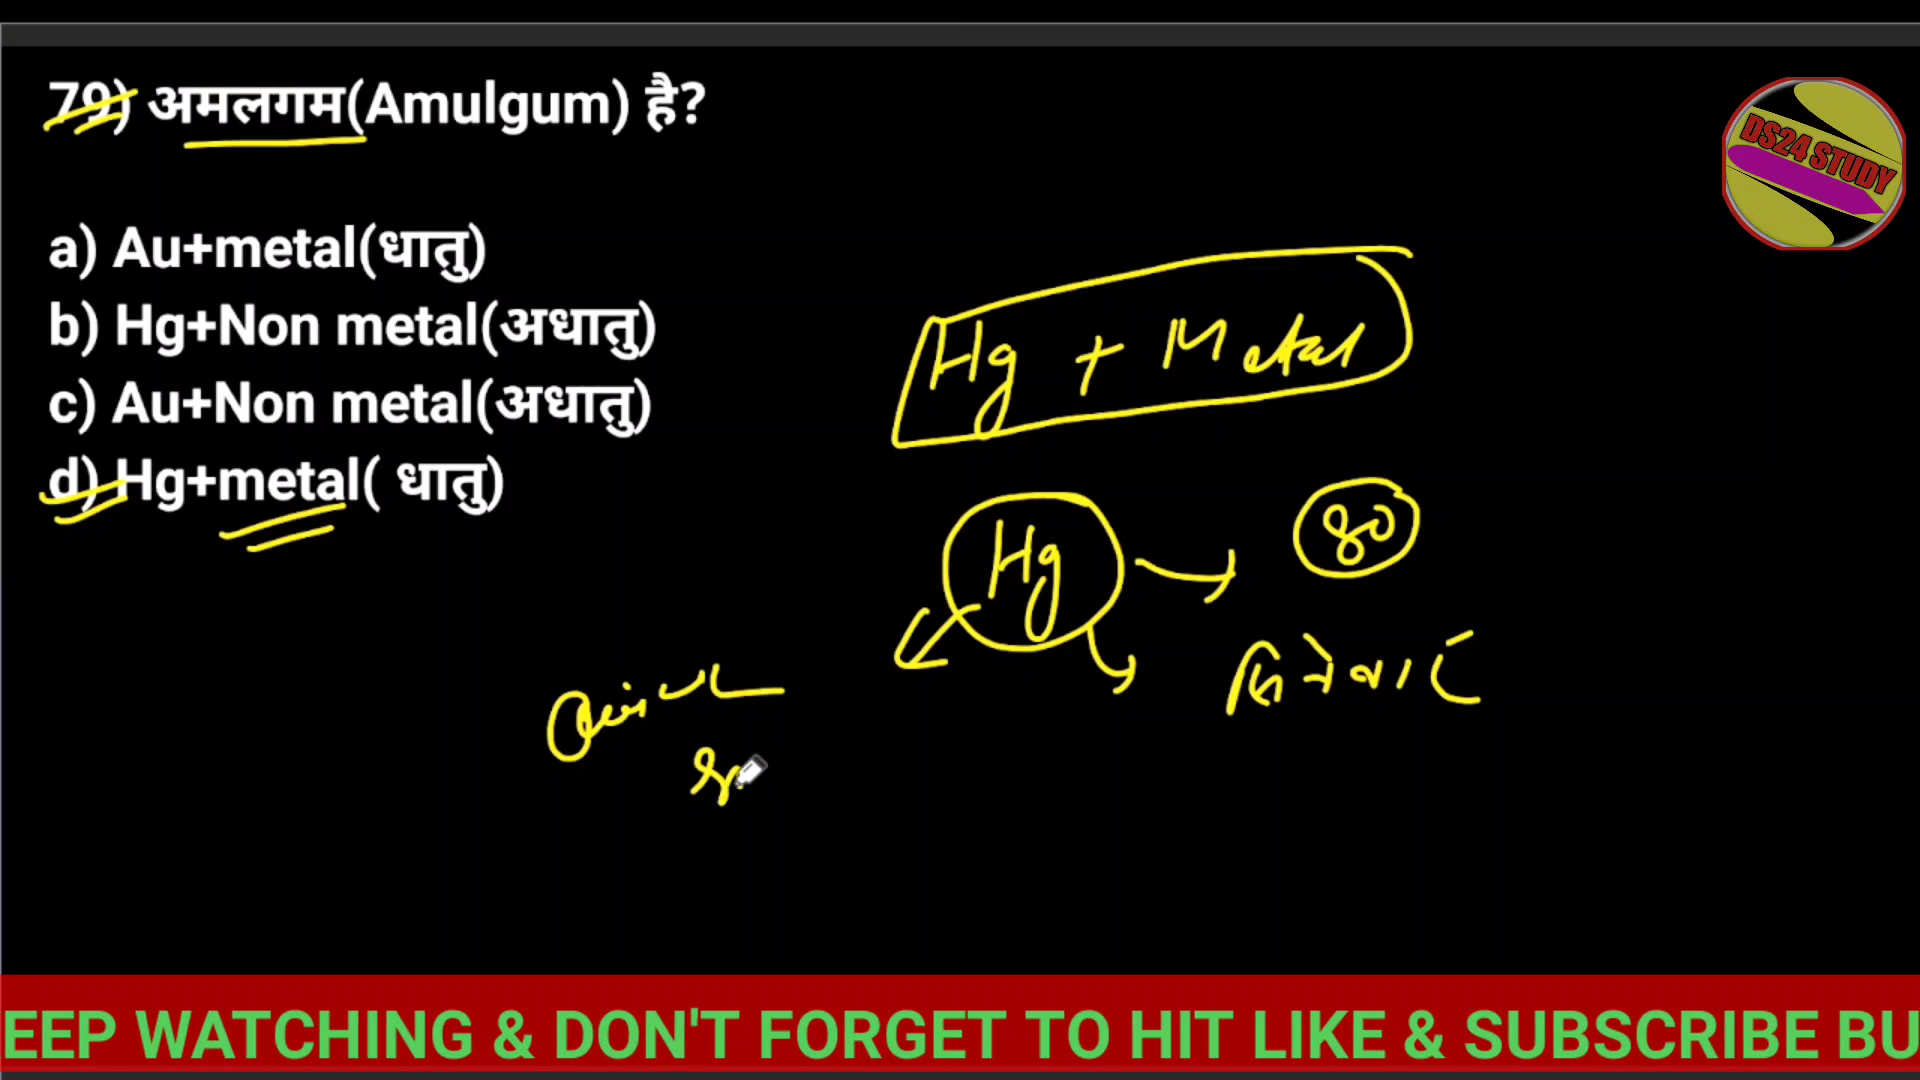 79) अमलगम(Amulgum) है?
a) Au+metal(धातु)
b) Hg+Non metal(अधातु)
c) Au+Non metal(अधातु)
d) Hg+metal( धातु)
DS24 STUDY
Hg + Metal
Hg
80
EEP WATCHING & DON'T FORGET TO HIT LIKE & SUBSCRIBE BU